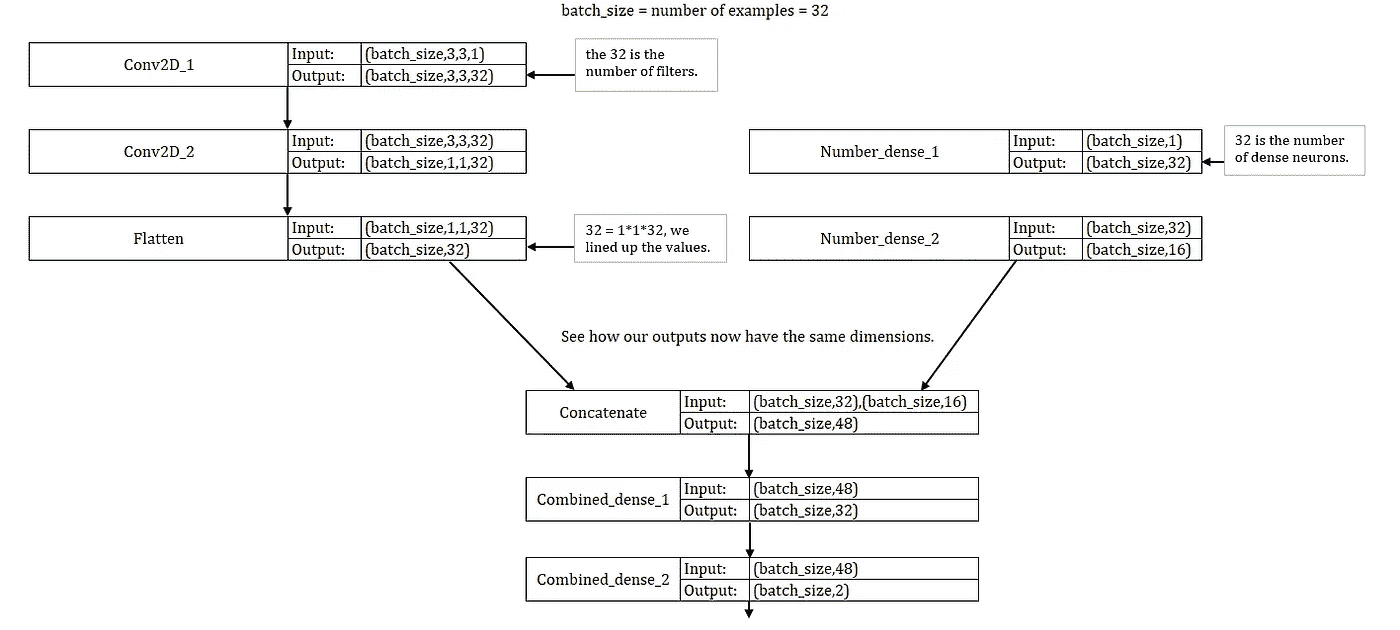 batch_size = number of examples = 32
Conv2D_1
Input: (batch_size,3,3,1)
Output: (batch_size,3,3,32)
the 32 is the
number of filters.
Conv2D_2
Input: (batch_size,3,3,32)
Output: (batch_size,1,1,32)
Number_dense_1
Input: (batch_size,1)
Output: (batch_size,32)
32 is the number
of dense neurons.
Flatten
Input: (batch_size,1,1,32)
Output: (batch_size,32)
32 = 1*1*32, we
lined up the values.
Number_dense_2
Input: (batch_size,32)
Output: (batch_size,16)
See how our outputs now have the same dimensions.
Concatenate
Input: (batch_size,32),(batch_size,16)
Output: (batch_size,48)
Combined_dense_1
Input: (batch_size,48)
Output: (batch_size,32)
Combined_dense_2
Input: (batch_size,48)
Output: (batch_size,2)